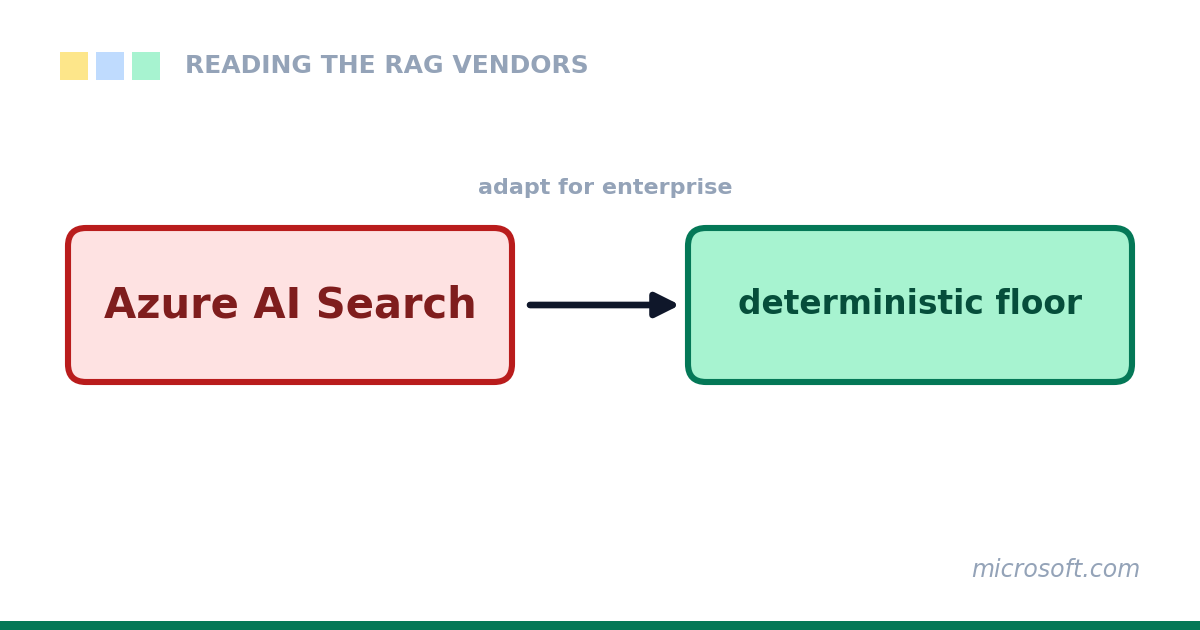 READING THE RAG VENDORS
adapt for enterprise
Azure AI Search
deterministic floor
microsoft.com